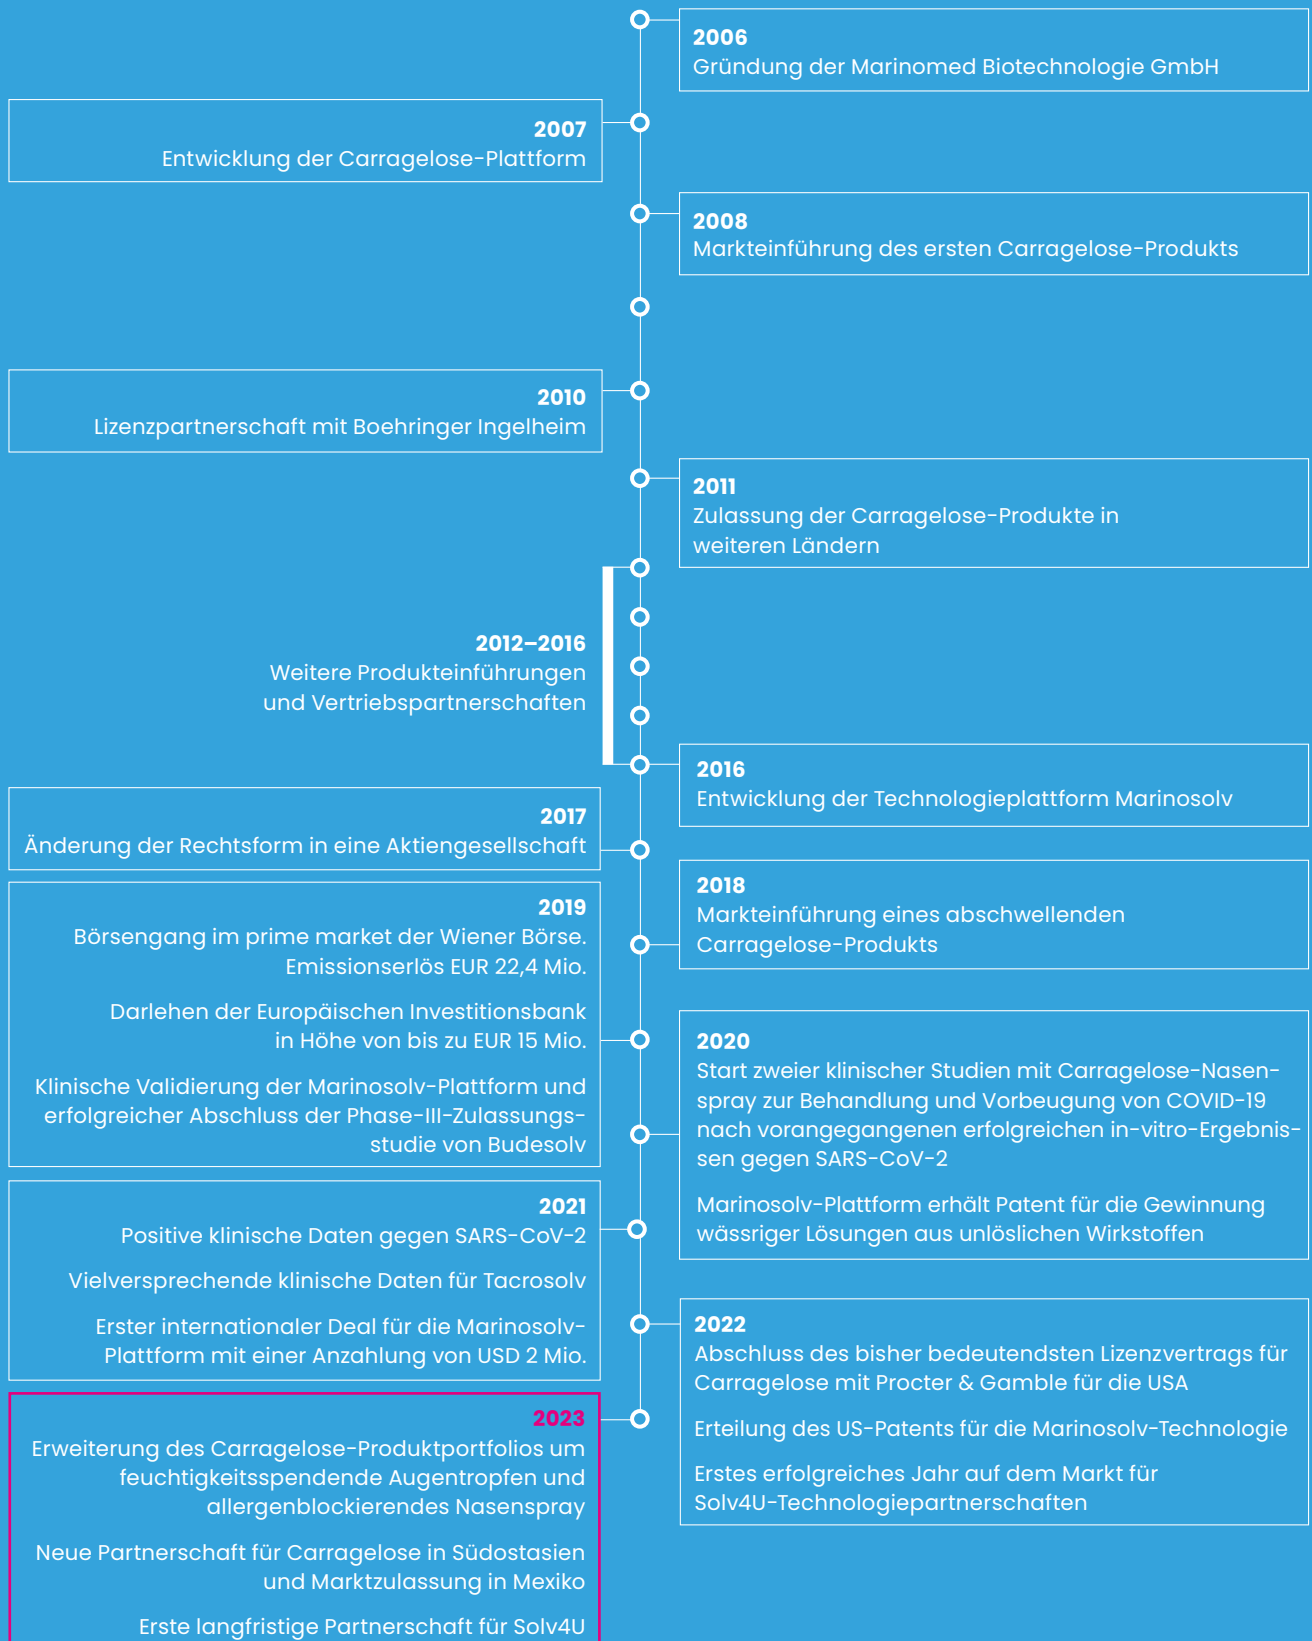 2006
Gründung der Marinomed Biotechnologie GmbH
2007
Entwicklung der Carragelose-Plattform
2008
Markteinführung des ersten Carragelose-Produkts
2010
Lizenzpartnerschaft mit Boehringer Ingelheim
2011
Zulassung der Carragelose-Produkte in
weiteren Ländern
2012–2016
Weitere Produkteinführungen
und Vertriebspartnerschaften
2016
Entwicklung der Technologieplattform Marinosolv
2017
Änderung der Rechtsform in eine Aktiengesellschaft
2018
Markteinführung eines abschwellenden
Carragelose-Produkts
2019
Börsengang im prime market der Wiener Börse.
Emissionserlös EUR 22,4 Mio.
Darlehen der Europäischen Investitionsbank
in Höhe von bis zu EUR 15 Mio.
Klinische Validierung der Marinosolv-Plattform und
erfolgreicher Abschluss der Phase-III-Zulassungs-
studie von Budesolv
2020
Start zweier klinischer Studien mit Carragelose-Nasen-
spray zur Behandlung und Vorbeugung von COVID-19
nach vorangegangenen erfolgreichen in-vitro-Ergebnis-
sen gegen SARS-CoV-2
Marinosolv-Plattform erhält Patent für die Gewinnung
wässriger Lösungen aus unlöslichen Wirkstoffen
2021
Positive klinische Daten gegen SARS-CoV-2
Vielversprechende klinische Daten für Tacrosolv
Erster internationaler Deal für die Marinosolv-
Plattform mit einer Anzahlung von USD 2 Mio.
2022
Abschluss des bisher bedeutendsten Lizenzvertrags für
Carragelose mit Procter & Gamble für die USA
Erteilung des US-Patents für die Marinosolv-Technologie
Erstes erfolgreiches Jahr auf dem Markt für
Solv4U-Technologiepartnerschaften
2023
Erweiterung des Carragelose-Produktportfolios um
feuchtigkeitsspendende Augentropfen und
allergenblockierendes Nasenspray
Neue Partnerschaft für Carragelose in Südostasien
und Marktzulassung in Mexiko
Erste langfristige Partnerschaft für Solv4U